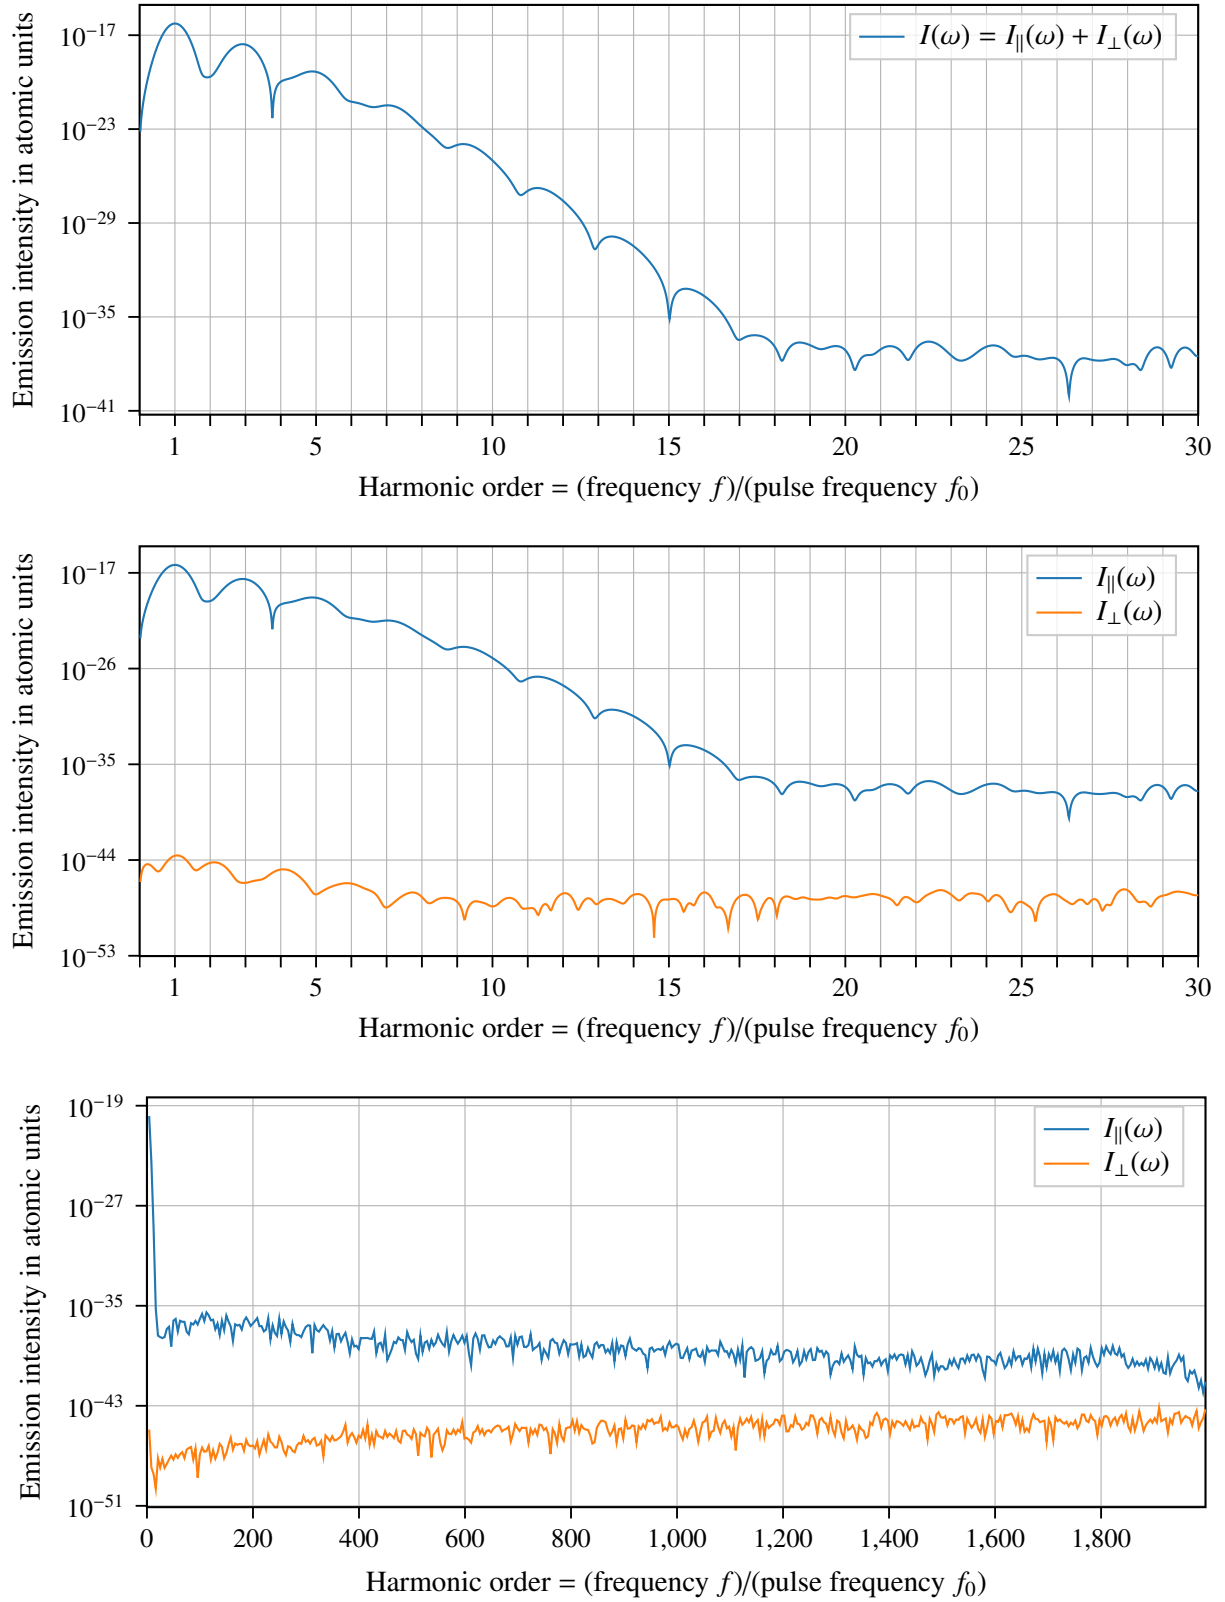 Emission intensity in atomic units
10⁻¹⁷
10⁻²³
10⁻²⁹
10⁻³⁵
10⁻⁴¹
I(ω) = I∥(ω) + I⊥(ω)
1 5 10 15 20 25 30
Harmonic order = (frequency f)/(pulse frequency f₀)
Emission intensity in atomic units
10⁻¹⁷
10⁻²⁶
10⁻³⁵
10⁻⁴⁴
10⁻⁵³
I∥(ω)
I⊥(ω)
1 5 10 15 20 25 30
Harmonic order = (frequency f)/(pulse frequency f₀)
Emission intensity in atomic units
10⁻¹⁹
10⁻²⁷
10⁻³⁵
10⁻⁴³
10⁻⁵¹
I∥(ω)
I⊥(ω)
0 200 400 600 800 1,000 1,200 1,400 1,600 1,800
Harmonic order = (frequency f)/(pulse frequency f₀)